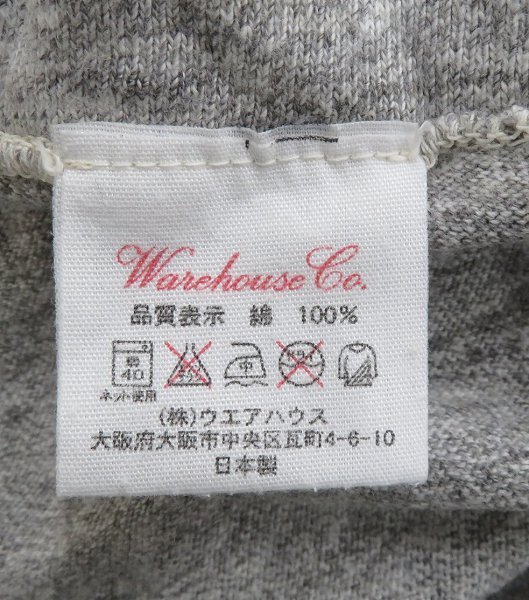 Warehouse Co.
品質表示 綿 100%
弱 40 中
ネット使用
(株)ウエアハウス
大阪府大阪市中央区瓦町4-6-10
日本製